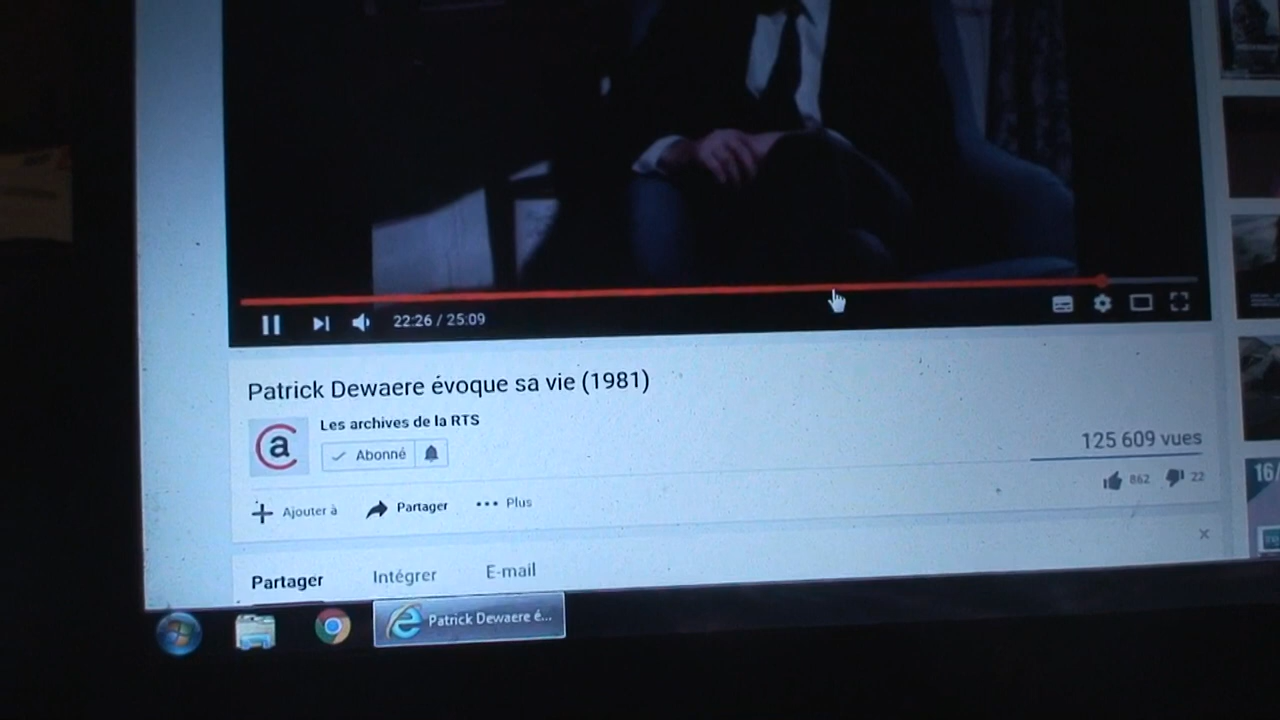 22:26 / 25:09
Patrick Dewaere évoque sa vie (1981)
a
Les archives de la RTS
Abonné
125 609 vues
862 22
Ajouter à Partager Plus
Partager Intégrer E-mail
16/
Patrick Dewaere é...